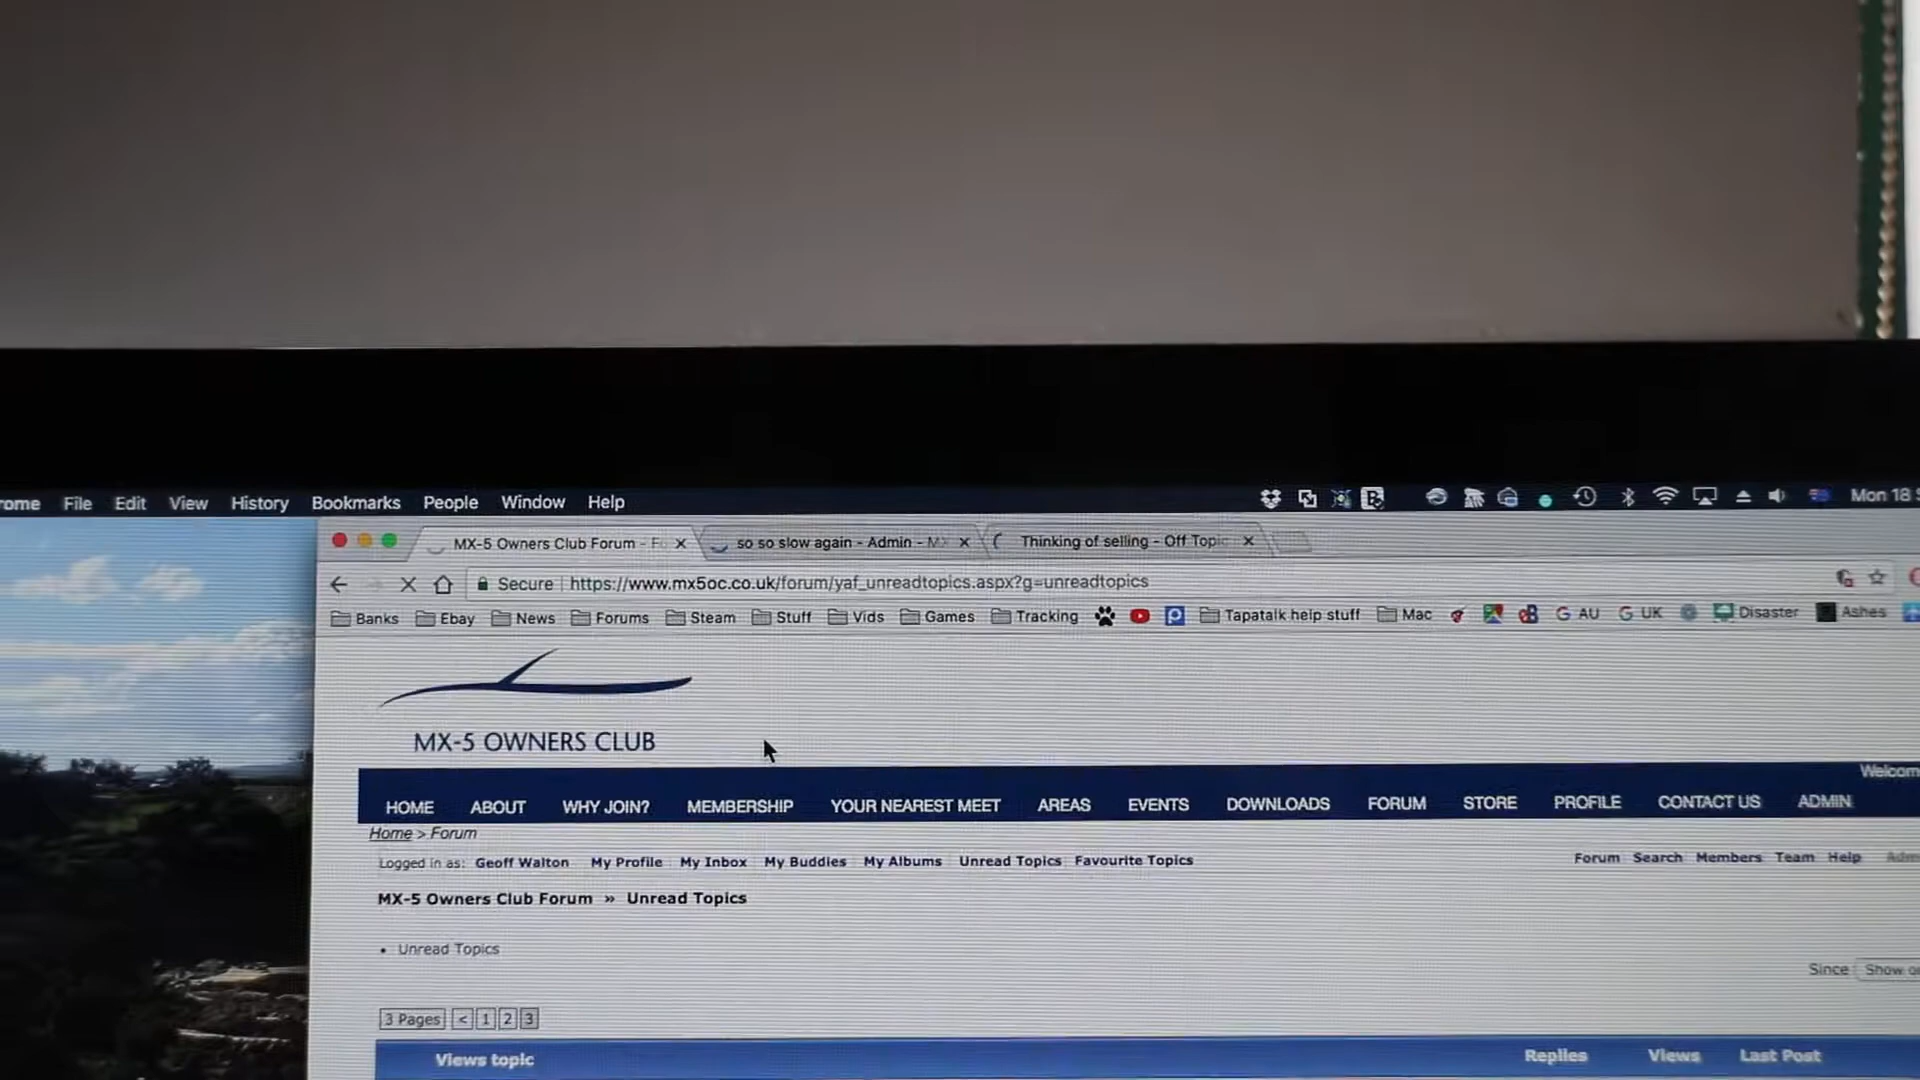 File Edit View History Bookmarks People Window Help Mon 18
MX-5 Owners Club Forum - so so slow again - Admin - Thinking of selling - Off Topic
Secure https://www.mx5oc.co.uk/forum/yaf_unreadtopics.aspx?g=unreadtopics
Banks Ebay News Forums Steam Stuff Vids Games Tracking Tapatalk help stuff Mac AU UK Disaster Ashes
MX-5 OWNERS CLUB
HOME ABOUT WHY JOIN? MEMBERSHIP YOUR NEAREST MEET AREAS EVENTS DOWNLOADS FORUM STORE PROFILE CONTACT US ADMIN
Home > Forum
Logged in as: Geoff Walton My Profile My Inbox My Buddies My Albums Unread Topics Favourite Topics Forum Search Members Team Help
MX-5 Owners Club Forum » Unread Topics
• Unread Topics
Since Show
3 Pages < 1 2 3
Views topic Replies Views Last Post